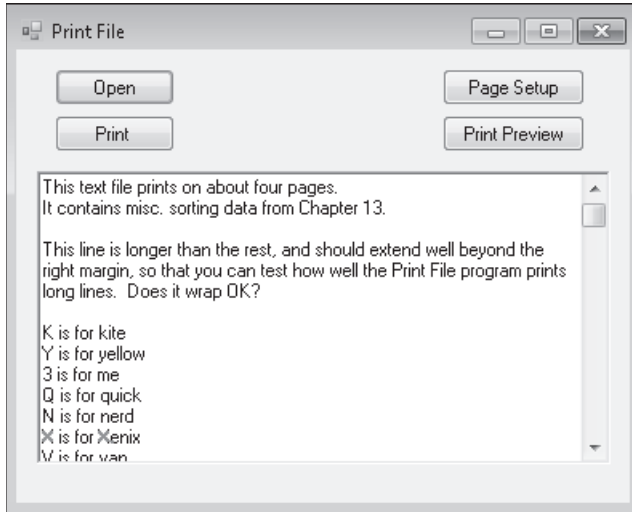 Print File
Open
Page Setup
Print
Print Preview
This text file prints on about four pages.
It contains misc. sorting data from Chapter 13.
This line is longer than the rest, and should extend well beyond the
right margin, so that you can test how well the Print File program prints
long lines.  Does it wrap OK?
K is for kite
Y is for yellow
3 is for me
Q is for quick
N is for nerd
X is for Xenix
V is for van